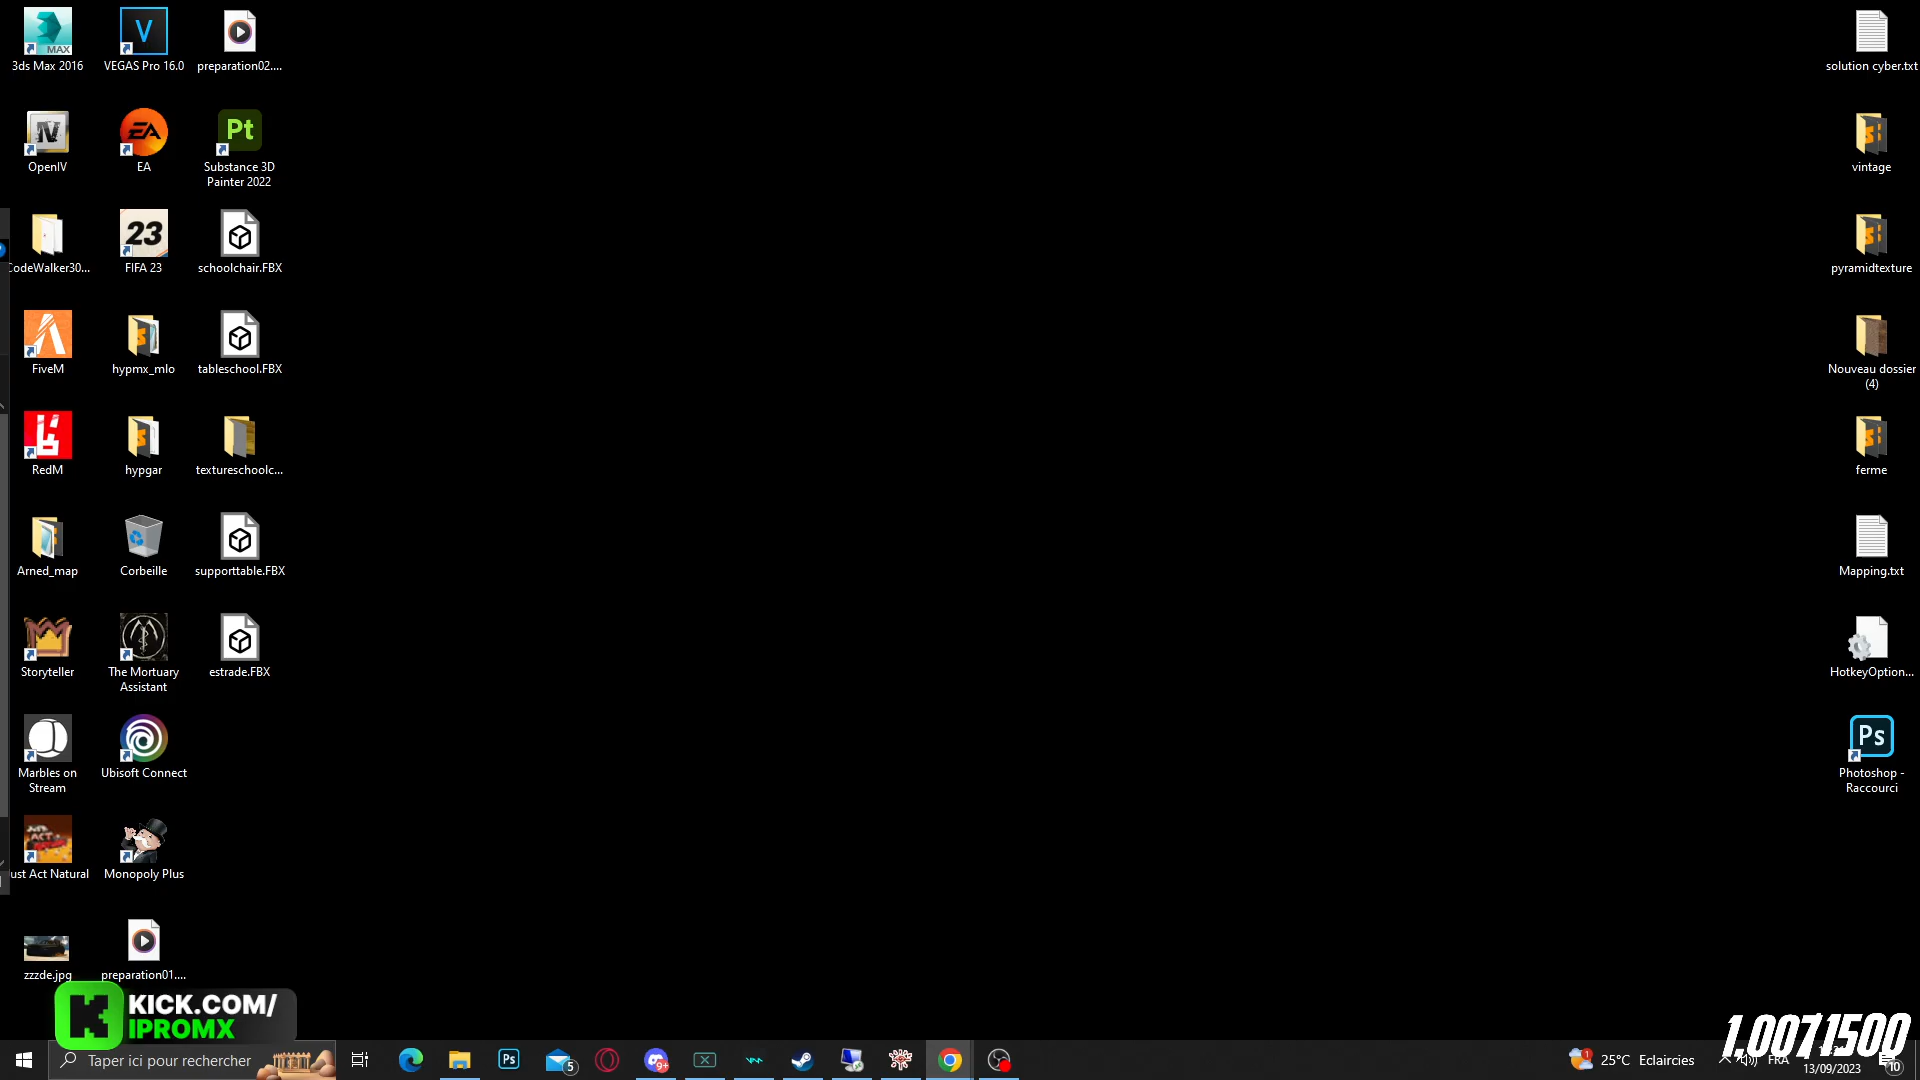 3ds Max 2016
VEGAS Pro 16.0
preparation02....
solution cyber.txt
OpenIV
EA
Substance 3D
Painter 2022
vintage
CodeWalker30...
FIFA 23
schoolchair.FBX
pyramidtexture
FiveM
hypmx_mlo
tableschool.FBX
Nouveau dossier
(4)
RedM
hypgar
textureschoolc...
ferme
Arned_map
Corbeille
supporttable.FBX
Mapping.txt
Storyteller
The Mortuary
Assistant
estrade.FBX
HotkeyOption...
Marbles on
Stream
Ubisoft Connect
Photoshop -
Raccourci
ust Act Natural
Monopoly Plus
zzzde.jpg
preparation01....
KICK.COM/
IPROMX
1.007/1500
Taper ici pour rechercher
25°C Eclaircies
FRA
13/09/2023
10